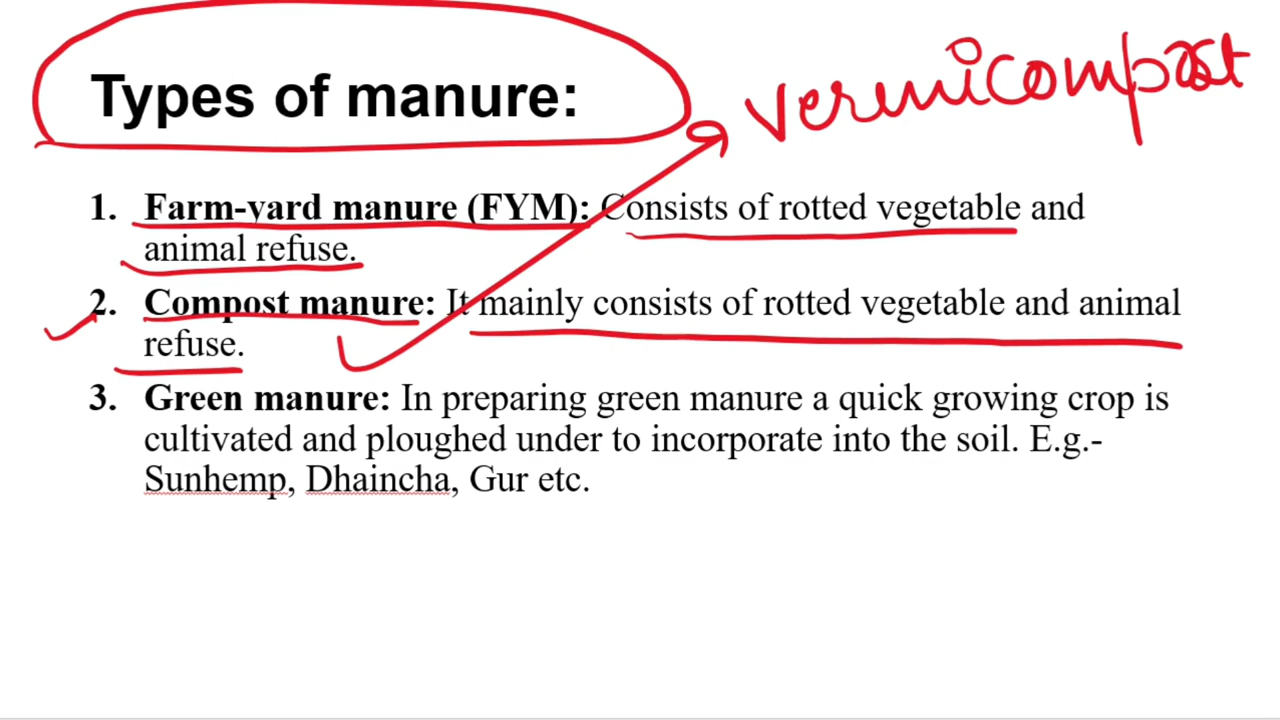 Types of manure:
vermicompost
1. Farm-yard manure (FYM): Consists of rotted vegetable and
animal refuse.
2. Compost manure: It mainly consists of rotted vegetable and animal
refuse.
3. Green manure: In preparing green manure a quick growing crop is
cultivated and ploughed under to incorporate into the soil. E.g.-
Sunhemp, Dhaincha, Gur etc.